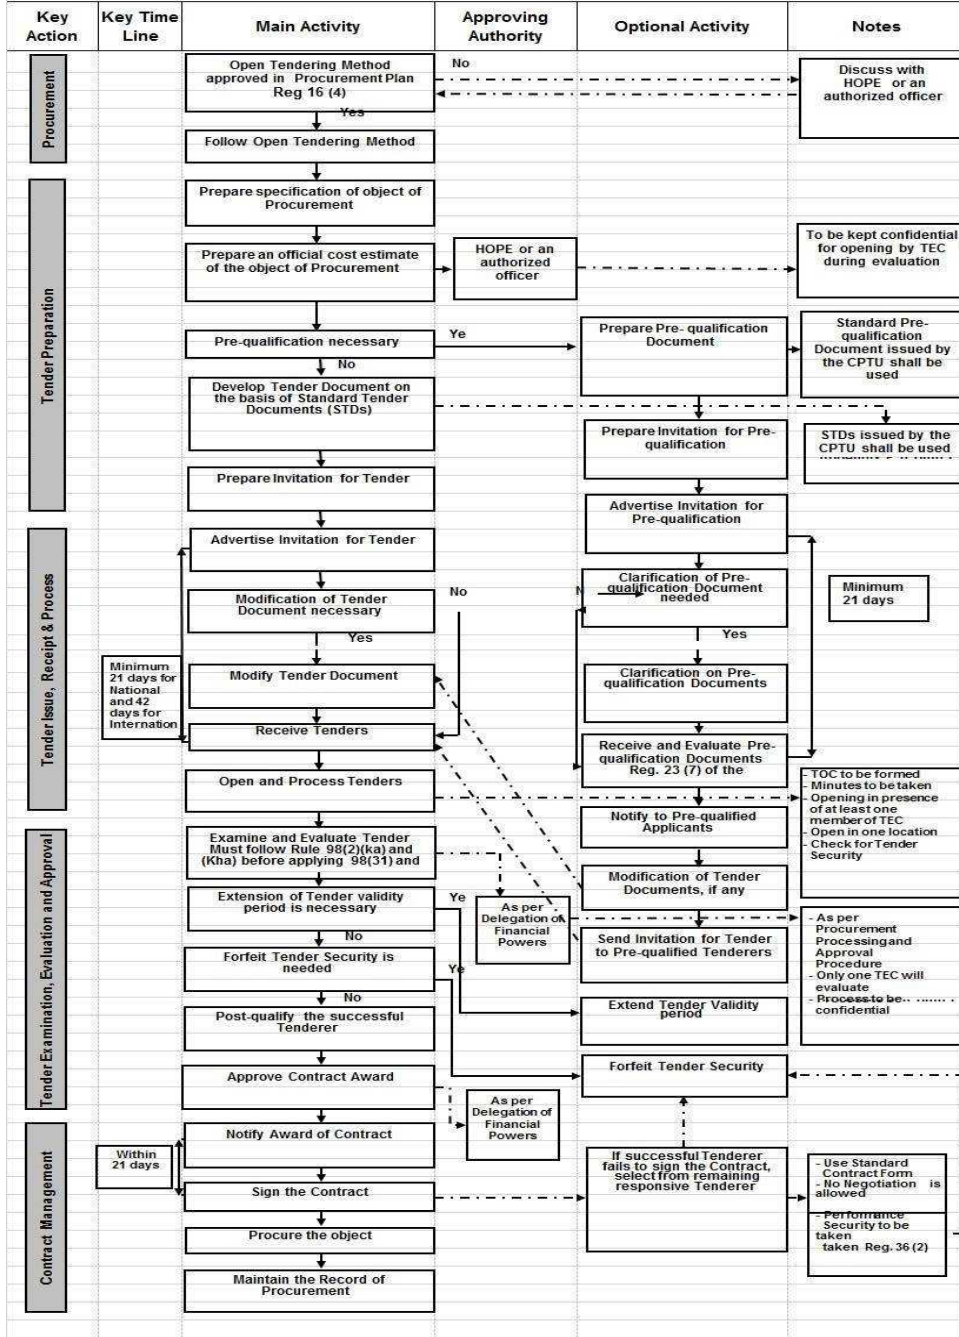 Key Action
Key Time Line
Main Activity
Approving Authority
Optional Activity
Notes
Procurement
Open Tendering Method
approved in Procurement Plan
Reg 16 (4)
No
Discuss with
HOPE or an
authorized officer
Yes
Follow Open Tendering Method
Tender Preparation
Prepare specification of object of
Procurement
Prepare an official cost estimate
of the object of Procurement
HOPE or an
authorized
officer
To be kept confidential
for opening by TEC
during evaluation
Pre-qualification necessary
Ye
Prepare Pre- qualification
Document
Standard Pre-
qualification
Document issued by
the CPTU shall be
used
No
Develop Tender Document on
the basis of Standard Tender
Documents (STDs)
Prepare Invitation for Pre-
qualification
STDs issued by the
CPTU shall be used
Prepare Invitation for Tender
Advertise Invitation for
Pre-qualification
Tender Issue, Receipt & Process
Advertise Invitation for Tender
Clarification of Pre-
qualification Document
needed
Minimum
21 days
Modification of Tender
Document necessary
No
N
Yes
Yes
Minimum
21 days for
National
and 42
days for
Internation
Modify Tender Document
Clarification on Pre-
qualification Documents
Receive Tenders
Receive and Evaluate Pre-
qualification Documents
Reg. 23 (7) of the
Open and Process Tenders
- TOC to be formed
- Minutes to be taken
- Opening in presence
of at least one
member of TEC
- Open in one location
- Check for Tender
Security
Notify to Pre-qualified
Applicants
Tender Examination, Evaluation and Approval
Examine and Evaluate Tender
Must follow Rule 98(2)(ka) and
(Kha) before applying 98(31) and
Modification of Tender
Documents, if any
Extension of Tender validity
period is necessary
Ye
As per
Delegation of
Financial
Powers
- As per
Procurement
Processing and
Approval
Procedure
- Only one TEC will
evaluate
- Process to be
confidential
No
Send Invitation for Tender
to Pre-qualified Tenderers
Forfeit Tender Security is
needed
Ye
No
Extend Tender Validity
period
Post-qualify the successful
Tenderer
Forfeit Tender Security
Approve Contract Award
As per
Delegation of
Financial
Powers
Contract Management
Notify Award of Contract
Within
21 days
If successful Tenderer
fails to sign the Contract,
select from remaining
responsive Tenderer
- Use Standard
Contract Form
- No Negotiation is
allowed
- Performance
Security to be
taken
taken Reg. 36 (2)
Sign the Contract
Procure the object
Maintain the Record of
Procurement